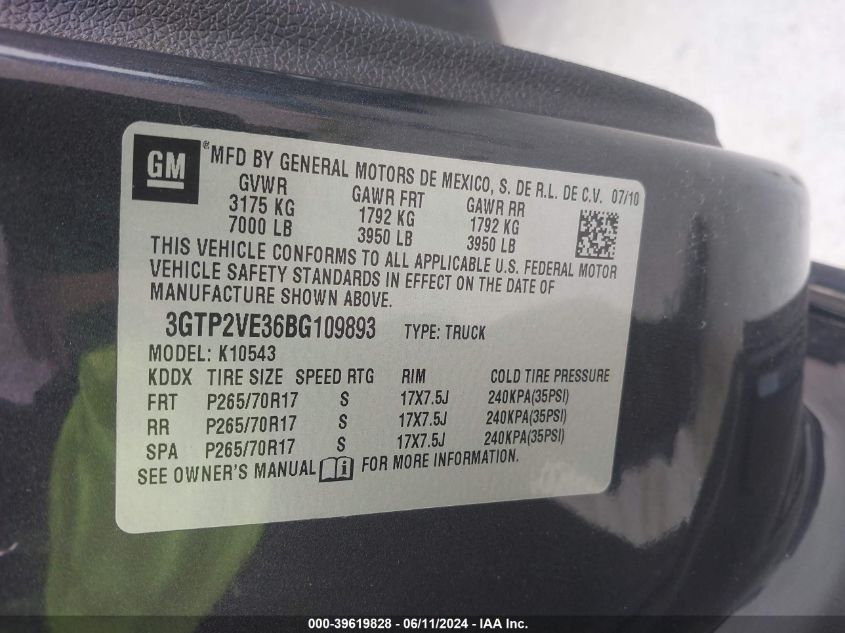 GM ® MFD BY GENERAL MOTORS DE MEXICO, S. DE R.L. DE C.V. 07/10
GVWR GAWR FRT GAWR RR
3175 KG 1792 KG 1792 KG
7000 LB 3950 LB 3950 LB
THIS VEHICLE CONFORMS TO ALL APPLICABLE U.S. FEDERAL MOTOR
VEHICLE SAFETY STANDARDS IN EFFECT ON THE DATE OF
MANUFACTURE SHOWN ABOVE.
3GTP2VE36BG109893 TYPE: TRUCK
MODEL: K10543
KDDX TIRE SIZE SPEED RTG RIM COLD TIRE PRESSURE
FRT P265/70R17 S 17X7.5J 240KPA(35PSI)
RR P265/70R17 S 17X7.5J 240KPA(35PSI)
SPA P265/70R17 S 17X7.5J 240KPA(35PSI)
SEE OWNER'S MANUAL i FOR MORE INFORMATION.
000-39619828 - 06/11/2024 - IAA Inc.